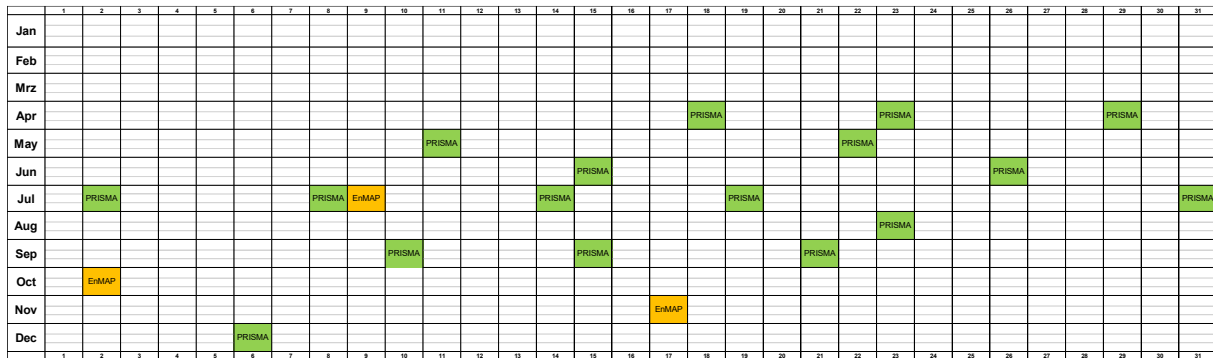 1 2 3 4 5 6 7 8 9 10 11 12 13 14 15 16 17 18 19 20 21 22 23 24 25 26 27 28 29 30 31
Jan
Feb
Mrz
Apr PRISMA PRISMA PRISMA
May PRISMA PRISMA
Jun PRISMA PRISMA
Jul PRISMA PRISMA EnMAP PRISMA PRISMA PRISMA
Aug PRISMA
Sep PRISMA PRISMA PRISMA
Oct EnMAP
Nov EnMAP
Dec PRISMA
1 2 3 4 5 6 7 8 9 10 11 12 13 14 15 16 17 18 19 20 21 22 23 24 25 26 27 28 29 30 31